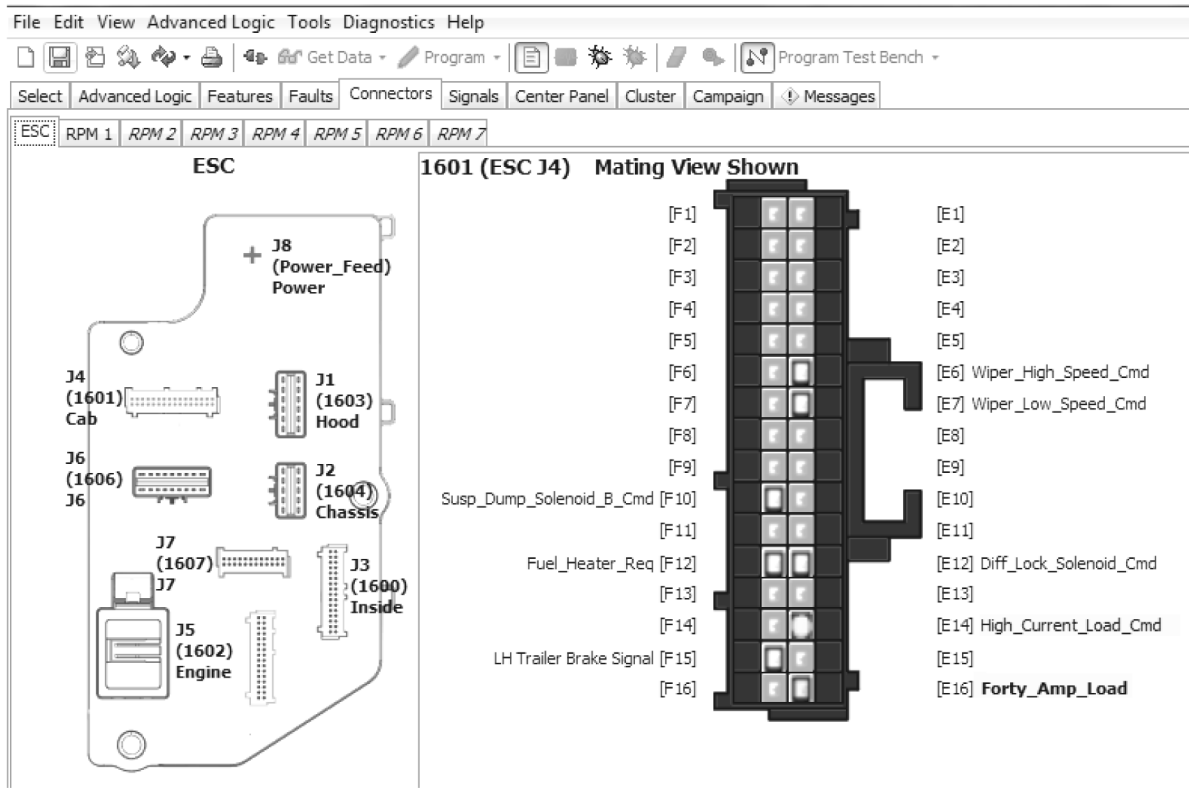 File Edit View Advanced Logic Tools Diagnostics Help
Get Data Program Program Test Bench
Select Advanced Logic Features Faults Connectors Signals Center Panel Cluster Campaign Messages
ESC RPM 1 RPM 2 RPM 3 RPM 4 RPM 5 RPM 6 RPM 7
ESC
J8
(Power_Feed)
Power
J4
(1601)
Cab
J1
(1603)
Hood
J6
(1606)
J6
J2
(1604)
Chassis
J7
(1607)
J7
J3
(1600)
Inside
J5
(1602)
Engine
1601 (ESC J4) Mating View Shown
[F1] [E1]
[F2] [E2]
[F3] [E3]
[F4] [E4]
[F5] [E5]
[F6] [E6] Wiper_High_Speed_Cmd
[F7] [E7] Wiper_Low_Speed_Cmd
[F8] [E8]
[F9] [E9]
Susp_Dump_Solenoid_B_Cmd [F10] [E10]
[F11] [E11]
Fuel_Heater_Req [F12] [E12] Diff_Lock_Solenoid_Cmd
[F13] [E13]
[F14] [E14] High_Current_Load_Cmd
LH Trailer Brake Signal [F15] [E15]
[F16] [E16] Forty_Amp_Load